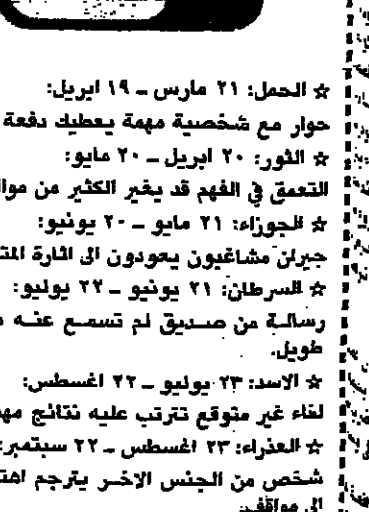 ☆ الحمل: ٢١ مارس ـ ١٩ ابريل:
حوار مع شخصية مهمة يعطيك دفعة
☆ الثور: ٢٠ ابريل ـ ٢٠ مايو:
التعمق في الفهم قد يغير الكثير من
☆ الجوزاء: ٢١ مايو ـ ٢٠ يونيو:
جيران مشاغبون يعودون الى اثارة
☆ السرطان: ٢١ يونيو ـ ٢٢ يوليو:
رسالة من صديق لم تسمع عنه
طويل.
☆ الاسد: ٢٣ يوليو ـ ٢٢ اغسطس:
لقاء غير متوقع تترتب عليه نتائج
☆ العذراء: ٢٣ اغسطس ـ ٢٢ سبتمبر:
شخص من الجنس الاخر يترجم
الى مواقف.